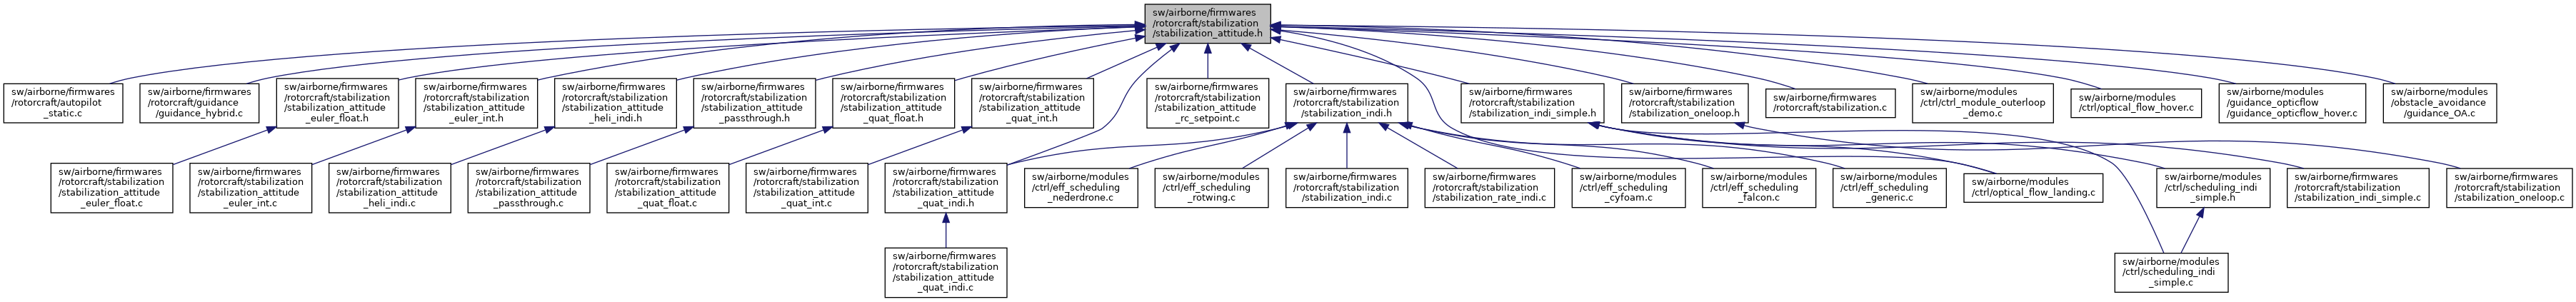 sw/airborne/firmwares
/rotorcraft/stabilization
/stabilization_attitude.h
sw/airborne/firmwares
/rotorcraft/autopilot
_static.c
sw/airborne/firmwares
/rotorcraft/guidance
/guidance_hybrid.c
sw/airborne/firmwares
/rotorcraft/stabilization
/stabilization_attitude
_euler_float.h
sw/airborne/firmwares
/rotorcraft/stabilization
/stabilization_attitude
_euler_int.h
sw/airborne/firmwares
/rotorcraft/stabilization
/stabilization_attitude
_heli_indi.h
sw/airborne/firmwares
/rotorcraft/stabilization
/stabilization_attitude
_passthrough.h
sw/airborne/firmwares
/rotorcraft/stabilization
/stabilization_attitude
_quat_float.h
sw/airborne/firmwares
/rotorcraft/stabilization
/stabilization_attitude
_quat_int.h
sw/airborne/firmwares
/rotorcraft/stabilization
/stabilization_attitude
_rc_setpoint.c
sw/airborne/firmwares
/rotorcraft/stabilization
/stabilization_indi.h
sw/airborne/firmwares
/rotorcraft/stabilization
/stabilization_indi_simple.h
sw/airborne/firmwares
/rotorcraft/stabilization
/stabilization_oneloop.h
sw/airborne/firmwares
/rotorcraft/stabilization.c
sw/airborne/modules
/ctrl/ctrl_module_outerloop
_demo.c
sw/airborne/modules
/ctrl/optical_flow_hover.c
sw/airborne/modules
/guidance_opticflow
/guidance_opticflow_hover.c
sw/airborne/modules
/obstacle_avoidance
/guidance_OA.c
sw/airborne/firmwares
/rotorcraft/stabilization
/stabilization_attitude
_euler_float.c
sw/airborne/firmwares
/rotorcraft/stabilization
/stabilization_attitude
_euler_int.c
sw/airborne/firmwares
/rotorcraft/stabilization
/stabilization_attitude
_heli_indi.c
sw/airborne/firmwares
/rotorcraft/stabilization
/stabilization_attitude
_passthrough.c
sw/airborne/firmwares
/rotorcraft/stabilization
/stabilization_attitude
_quat_float.c
sw/airborne/firmwares
/rotorcraft/stabilization
/stabilization_attitude
_quat_int.c
sw/airborne/firmwares
/rotorcraft/stabilization
/stabilization_attitude
_quat_indi.h
sw/airborne/modules
/ctrl/eff_scheduling
_nederdrone.c
sw/airborne/modules
/ctrl/eff_scheduling
_rotwing.c
sw/airborne/firmwares
/rotorcraft/stabilization
/stabilization_indi.c
sw/airborne/firmwares
/rotorcraft/stabilization
/stabilization_rate_indi.c
sw/airborne/modules
/ctrl/eff_scheduling
_cyfoam.c
sw/airborne/modules
/ctrl/eff_scheduling
_falcon.c
sw/airborne/modules
/ctrl/eff_scheduling
_generic.c
sw/airborne/modules
/ctrl/optical_flow_landing.c
sw/airborne/modules
/ctrl/scheduling_indi
_simple.h
sw/airborne/firmwares
/rotorcraft/stabilization
/stabilization_indi_simple.c
sw/airborne/firmwares
/rotorcraft/stabilization
/stabilization_oneloop.c
sw/airborne/firmwares
/rotorcraft/stabilization
/stabilization_attitude
_quat_indi.c
sw/airborne/modules
/ctrl/scheduling_indi
_simple.c